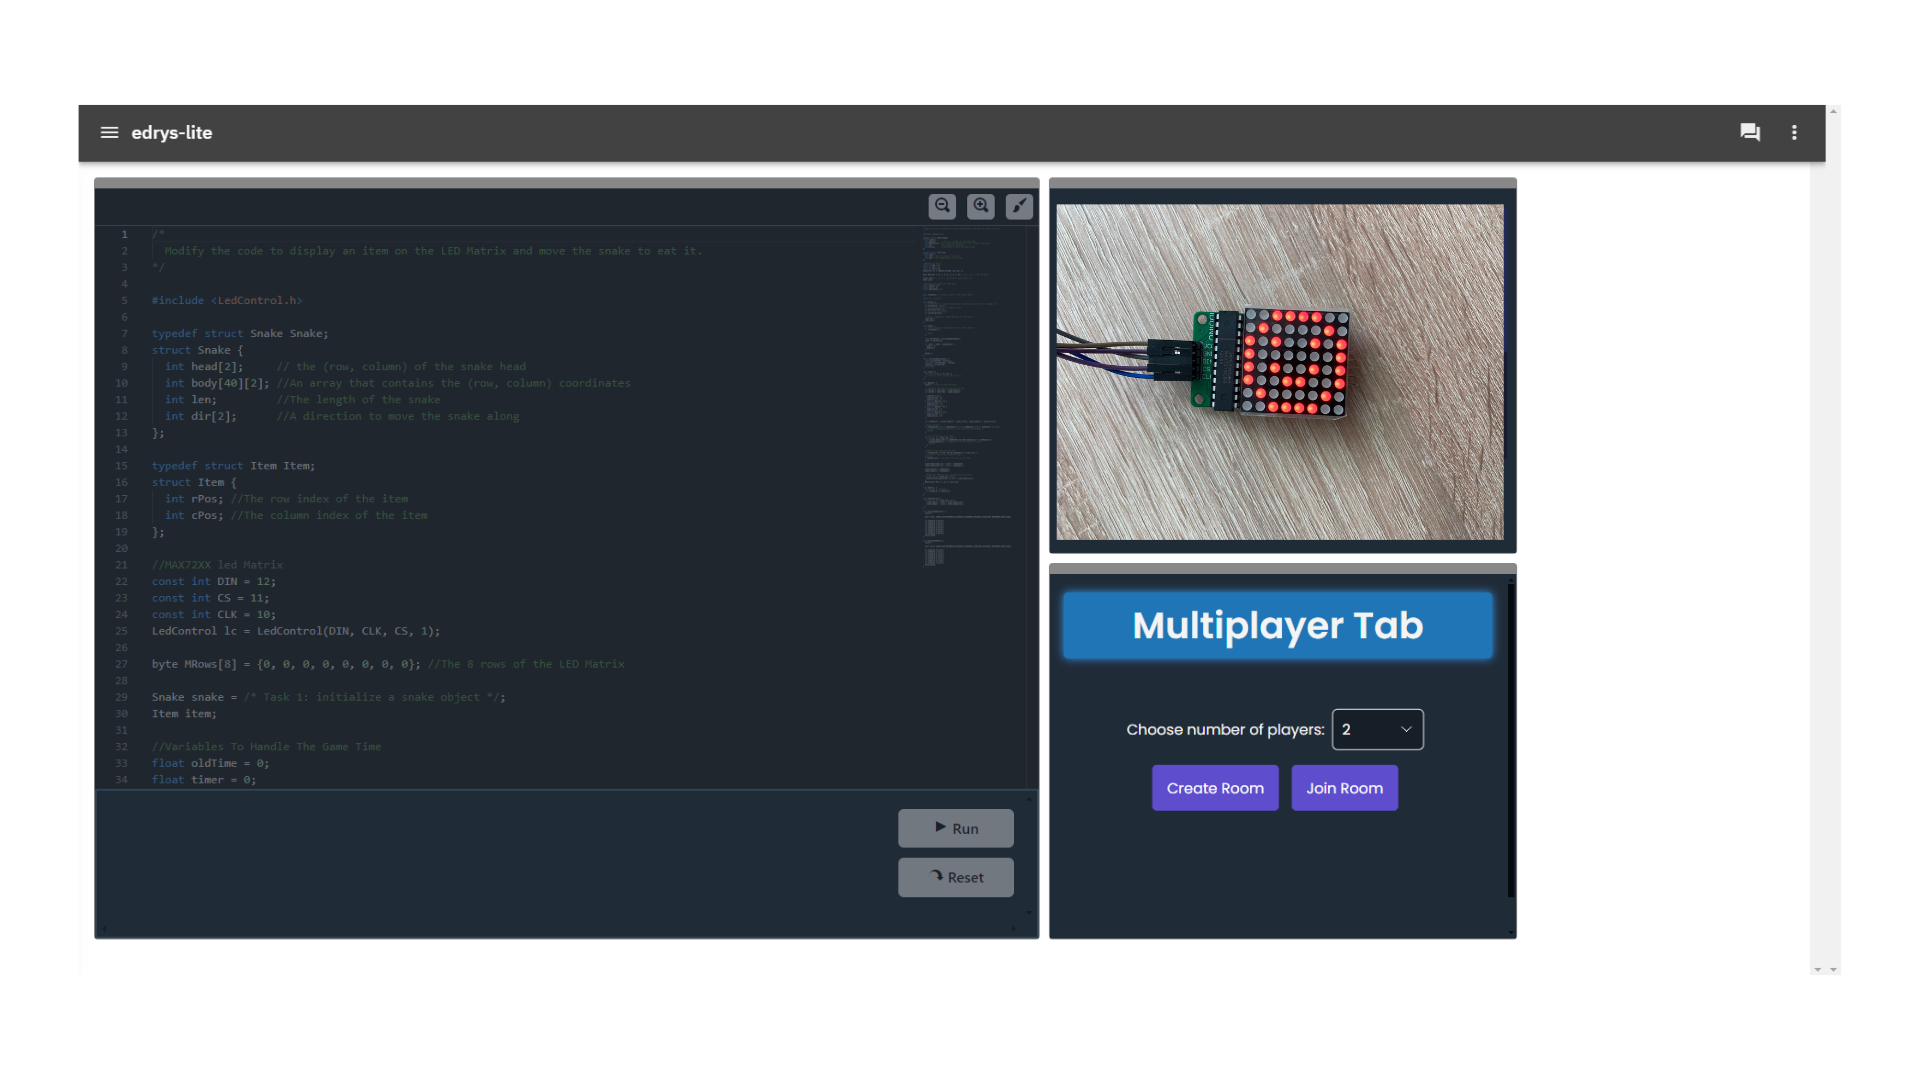 edrys-lite
1 /*
2 Modify the code to display an item on the LED Matrix and move the snake to eat it.
3 */
4
5 #include <LedControl.h>
6
7 typedef struct Snake Snake;
8 struct Snake {
9 int head[2]; // the (row, column) of the snake head
10 int body[40][2]; //An array that contains the (row, column) coordinates
11 int len; //The length of the snake
12 int dir[2]; //A direction to move the snake along
13 };
14
15 typedef struct Item Item;
16 struct Item {
17 int rPos; //The row index of the item
18 int cPos; //The column index of the item
19 };
20
21 //MAX72XX led Matrix
22 const int DIN = 12;
23 const int CS = 11;
24 const int CLK = 10;
25 LedControl lc = LedControl(DIN, CLK, CS, 1);
26
27 byte MRows[8] = {0, 0, 0, 0, 0, 0, 0, 0}; //The 8 rows of the LED Matrix
28
29 Snake snake = /* Task 1: initialize a snake object */;
30 Item item;
31
32 //Variables To Handle The Game Time
33 float oldTime = 0;
34 float timer = 0;
Run
Reset
Multiplayer Tab
Choose number of players: 2
Create Room Join Room